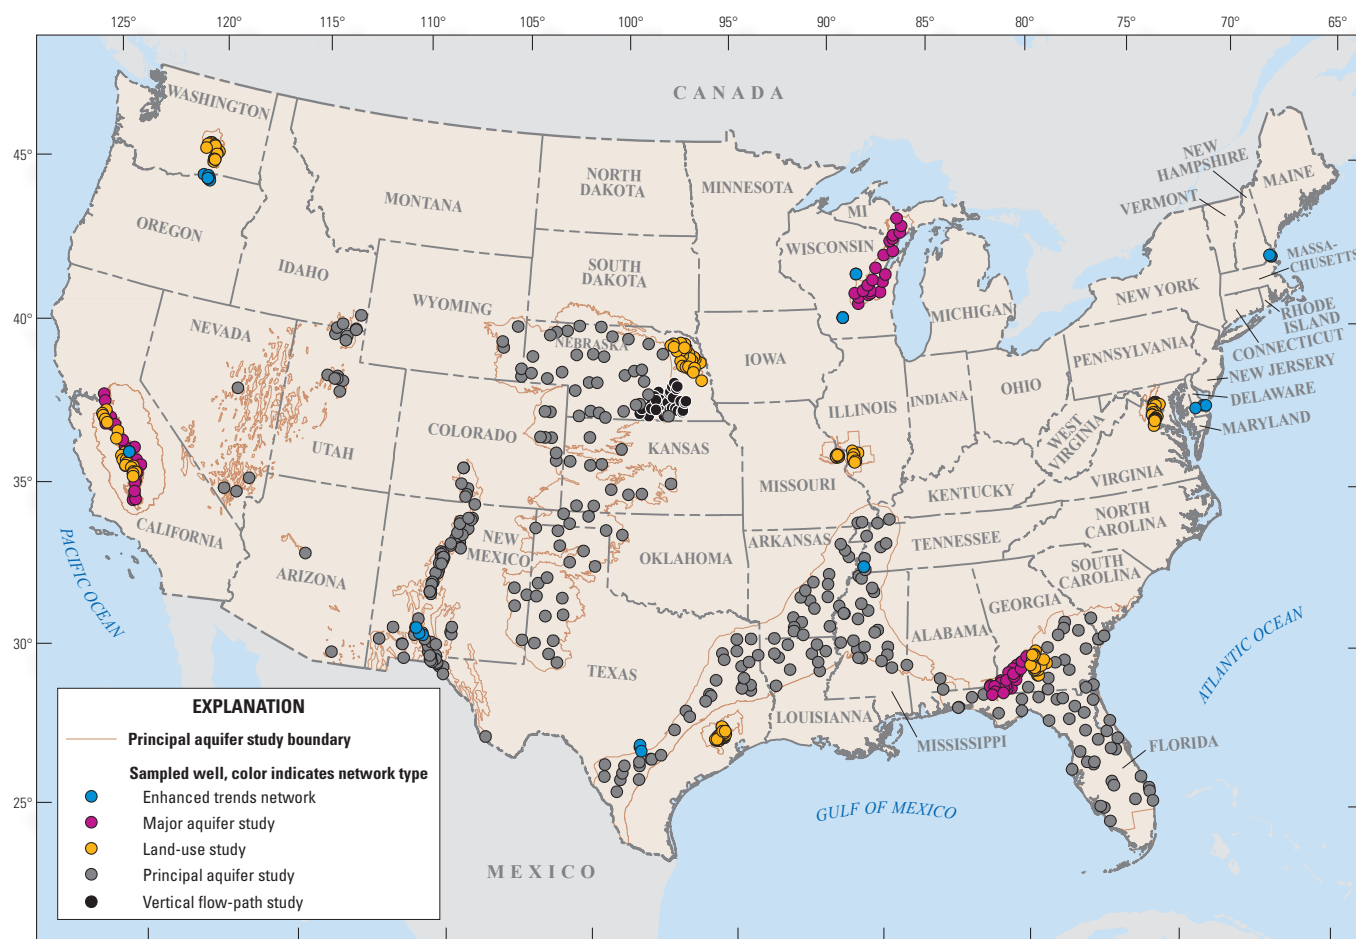 125° 120° 115° 110° 105° 100° 95° 90° 85° 80° 75° 70° 65°
CANADA
WASHINGTON
45°
NEW
HAMPSHIRE
MAINE
NORTH
DAKOTA
MINNESOTA
VERMONT
MONTANA
MI
OREGON
WISCONSIN
MASSA-
CHUSETTS
IDAHO
SOUTH
DAKOTA
NEW YORK
WYOMING
MICHIGAN
RHODE
ISLAND
40°
NEVADA
NEBRASKA
CONNECTICUT
IOWA
PENNSYLVANIA
NEW JERSERY
OHIO
DELAWARE
INDIANA
ILLINOIS
MARYLAND
WEST
VIRGINIA
COLORADO
UTAH
KANSAS
35°
MISSOURI
VIRGINIA
KENTUCKY
CALIFORNIA
NORTH
CAROLINA
NEW
MEXICO
ARKANSAS
TENNESSEE
OKLAHOMA
SOUTH
CAROLINA
ARIZONA
PACIFIC OCEAN
GEORGIA
30°
ALABAMA
ATLANTIC OCEAN
TEXAS
LOUISIANNA
MISSISSIPPI
FLORIDA
25°
GULF OF MEXICO
MEXICO
EXPLANATION
Principal aquifer study boundary
Sampled well, color indicates network type
Enhanced trends network
Major aquifer study
Land-use study
Principal aquifer study
Vertical flow-path study